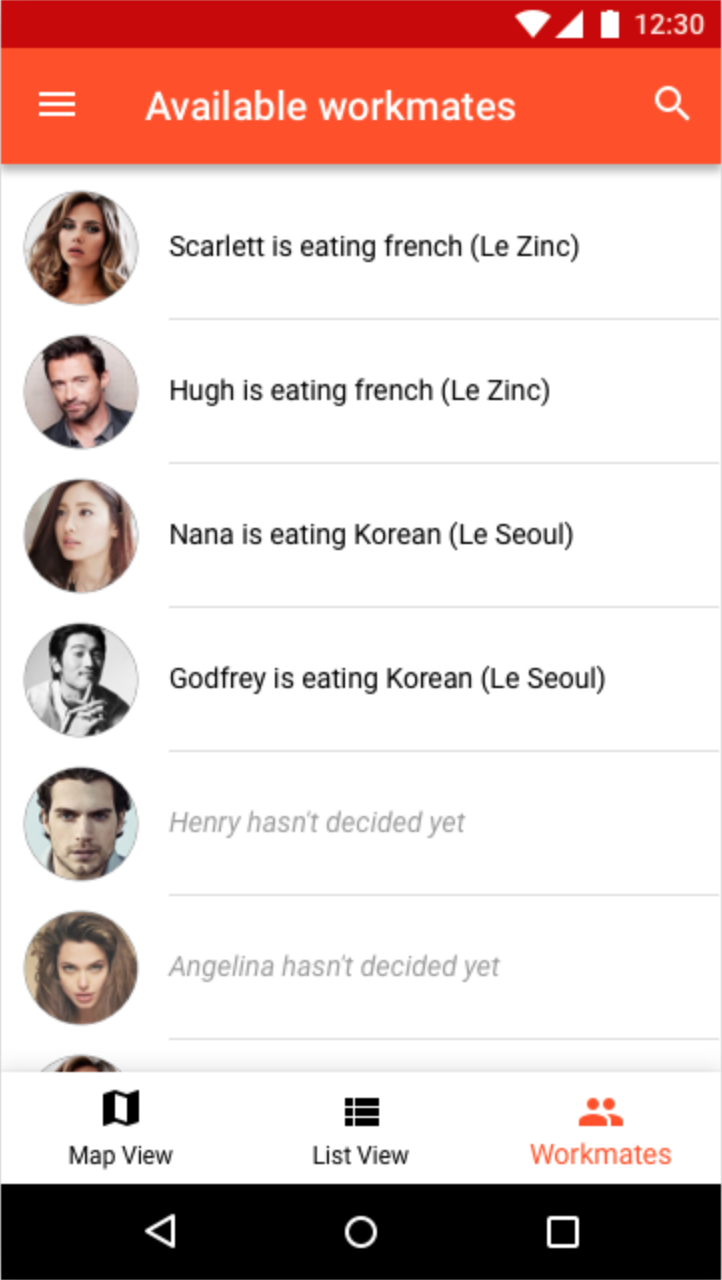 12:30
Available workmates
Scarlett is eating french (Le Zinc)
Hugh is eating french (Le Zinc)
Nana is eating Korean (Le Seoul)
Godfrey is eating Korean (Le Seoul)
Henry hasn't decided yet
Angelina hasn't decided yet
Map View
List View
Workmates